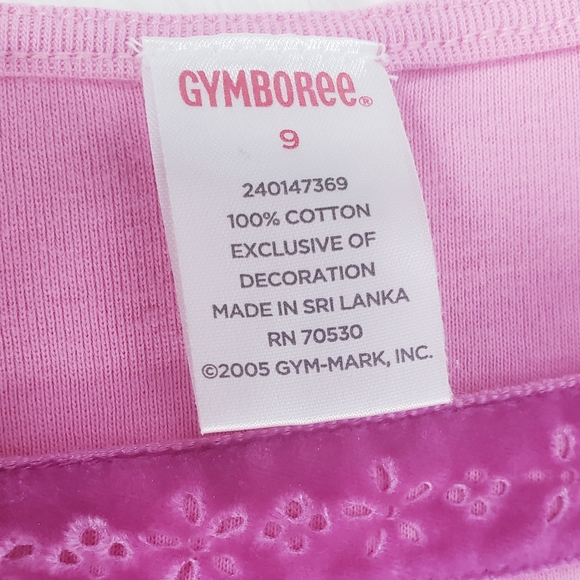 GYMBOREE®
9
240147369
100% COTTON
EXCLUSIVE OF
DECORATION
MADE IN SRI LANKA
RN 70530
©2005 GYM-MARK, INC.